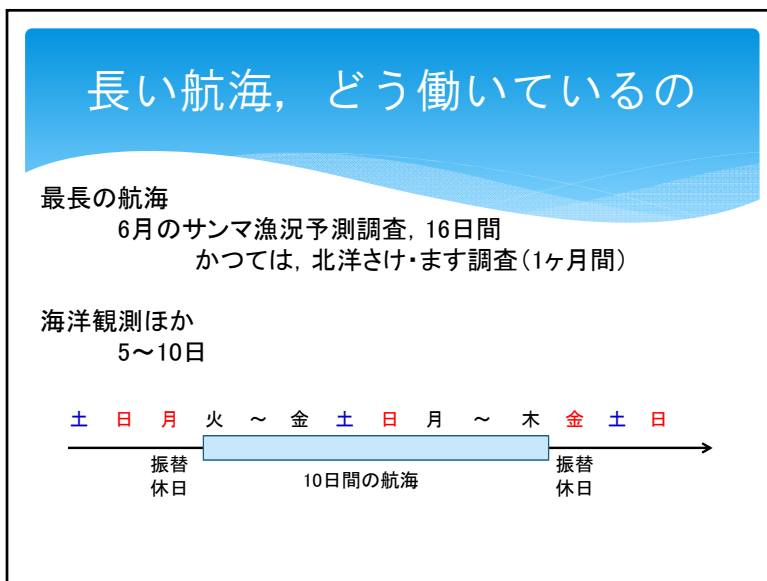 長い航海，どう働いているの
最長の航海
6月のサンマ漁況予測調査，16日間
かつては，北洋さけ・ます調査（1ヶ月間）
海洋観測ほか
5～10日
土 日 月 火 ～ 金 土 日 月 ～ 木 金 土 日
振替
休日
10日間の航海
振替
休日